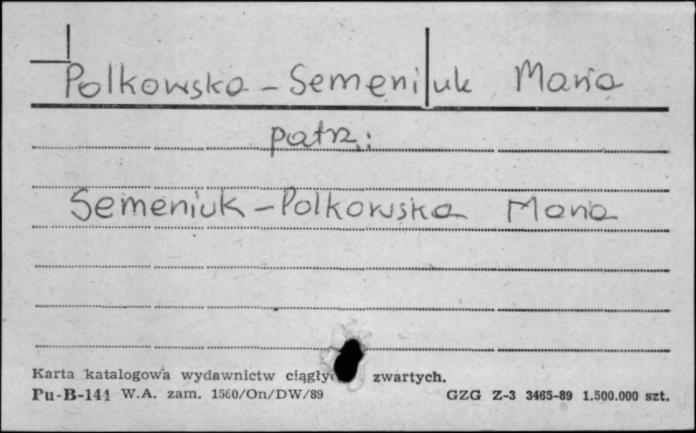 Polkowska - Semeniuk Maria
patrz:
Semeniuk - Polkowska Maria
Karta katalogowa wydawnictw ciągły zwartych.
Pu-B-144 W.A. zam. 1560/On/DW/89 GZG Z-3 3465-89 1.500.000 szt.